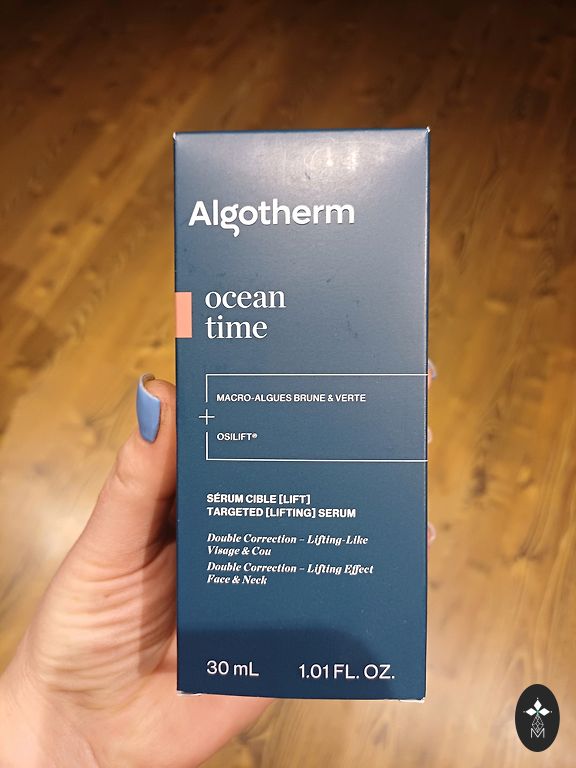 Algotherm
ocean
time
MACRO-ALGUES BRUNE & VERTE
+
OSILIFT®
SÉRUM CIBLE [LIFT]
TARGETED [LIFTING] SERUM
Double Correction – Lifting-Like
Visage & Cou
Double Correction – Lifting Effect
Face & Neck
30 mL 1.01 FL. OZ.
M